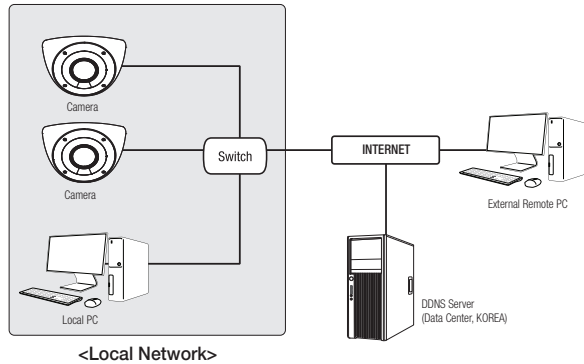 Camera
Camera
Switch
INTERNET
External Remote PC
Local PC
DDNS Server
(Data Center, KOREA)
<Local Network>